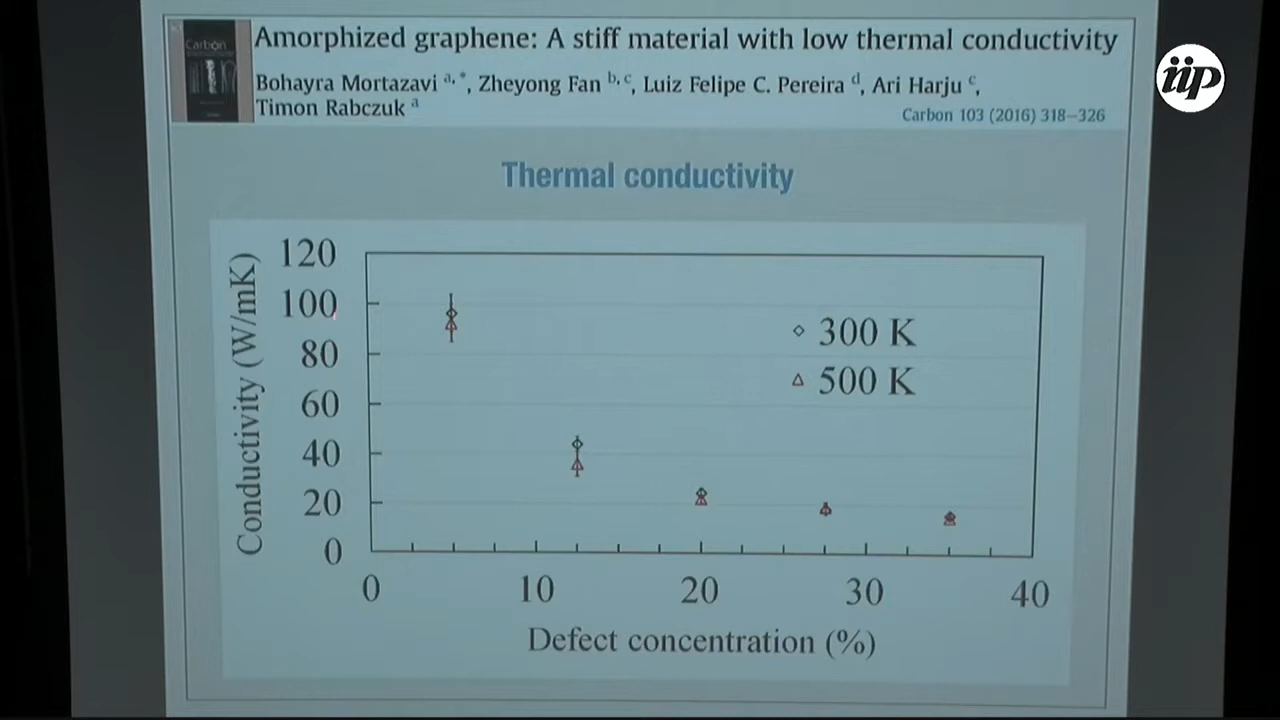 Carbon
Amorphized graphene: A stiff material with low thermal conductivity
Bohayra Mortazavi a, *, Zheyong Fan b, c, Luiz Felipe C. Pereira d, Ari Harju c,
Timon Rabczuk a
Carbon 103 (2016) 318–326
iip
Thermal conductivity
Conductivity (W/mK)
120
100
80
60
40
20
0
300 K
500 K
0 10 20 30 40
Defect concentration (%)